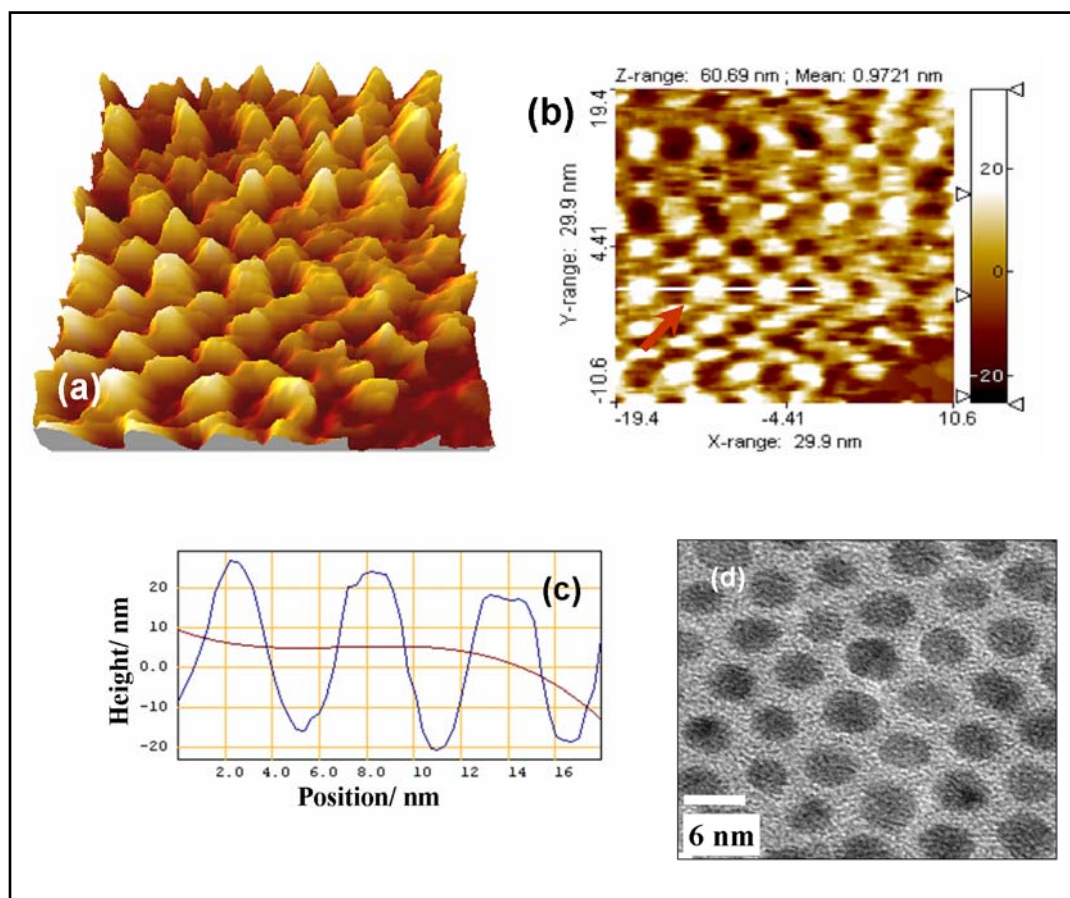 (a)
Z-range: 60.69 nm ; Mean: 0.9721 nm
(b)
19.4
4.41
-10.6
Y-range: 29.9 nm
-19.4 -4.41 10.6
X-range: 29.9 nm
20
0
20
(c)
20
10
0.0
-10
-20
Height/ nm
2.0 4.0 6.0 8.0 10 12 14 16
Position/ nm
(d)
6 nm